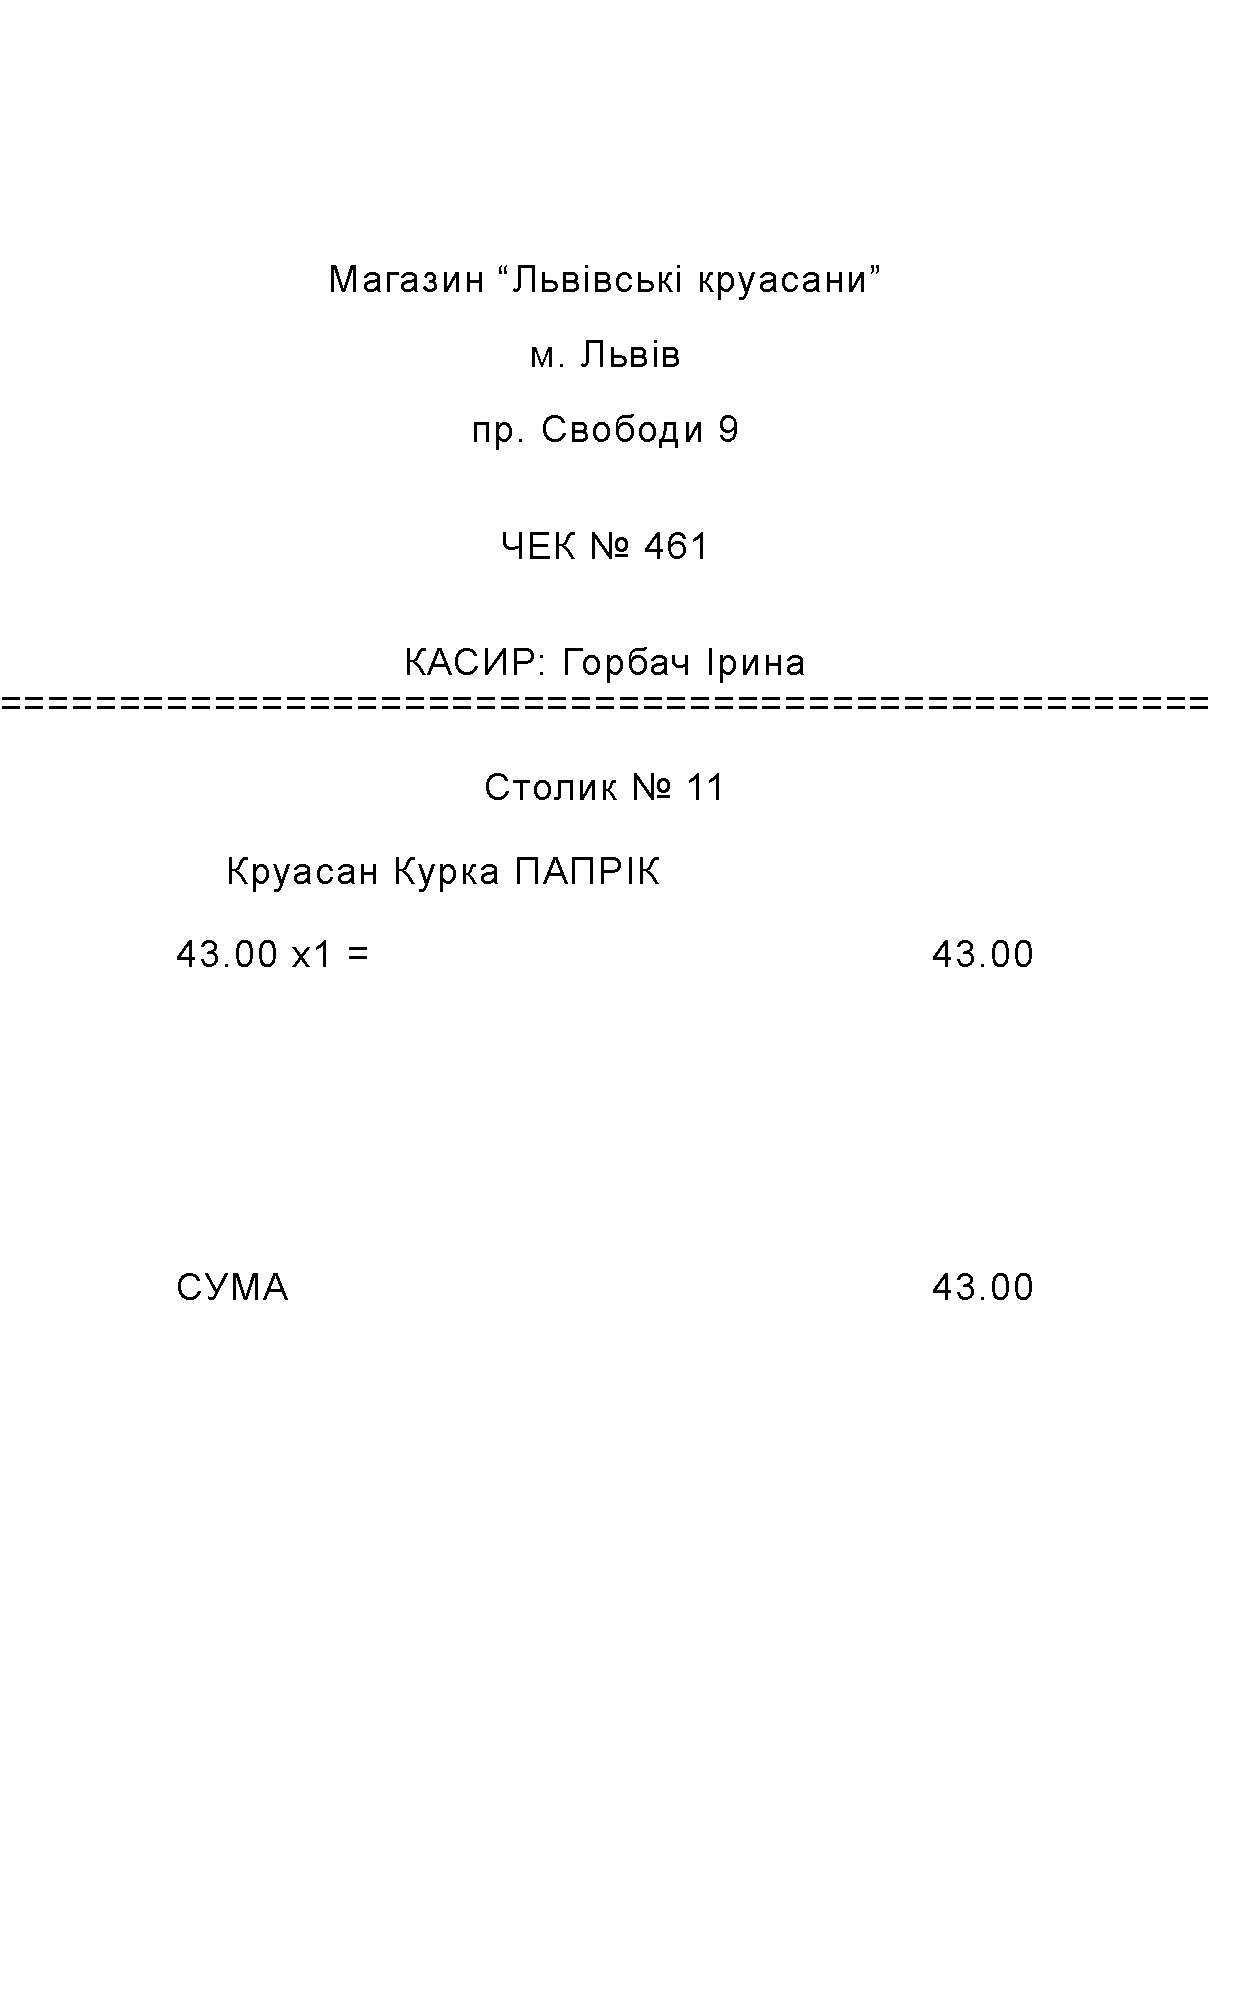 Магазин “Львівські круасани”
м. Львів
пр. Свободи 9
ЧЕК № 461
КАСИР: Горбач Ірина
===================================================
Столик № 11
Круасан Курка ПАПРІК
43.00 х1 = 43.00
СУМА 43.00